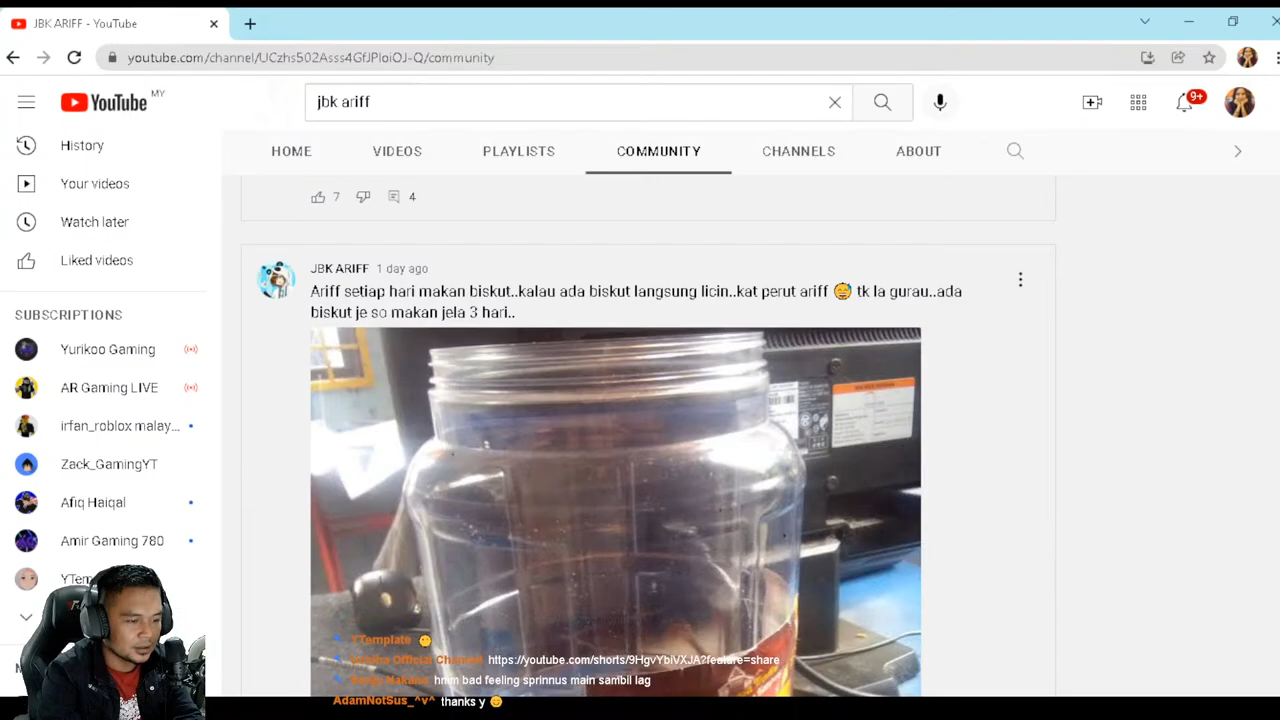 JBK ARIFF - YouTube
youtube.com/channel/UCzhs502Asss4GfJPloiOJ-Q/community
YouTube MY
jbk ariff
9+
HOME VIDEOS PLAYLISTS COMMUNITY CHANNELS ABOUT
History
Your videos
Watch later
Liked videos
SUBSCRIPTIONS
Yurikoo Gaming
AR Gaming LIVE
irfan_roblox malay...
Zack_GamingYT
Afiq Haiqal
Amir Gaming 780
7 4
JBK ARIFF 1 day ago
Ariff setiap hari makan biskut..kalau ada biskut langsung licin..kat perut ariff 😅 tk la gurau..ada
biskut je so makan jela 3 hari..
YTemplate
Official Channel https://youtube.com/shorts/9HgvYbiVXJA?feature=share
hmm bad feeling sprinnus main sambil lag
AdamNotSus_^v^ thanks y 😊